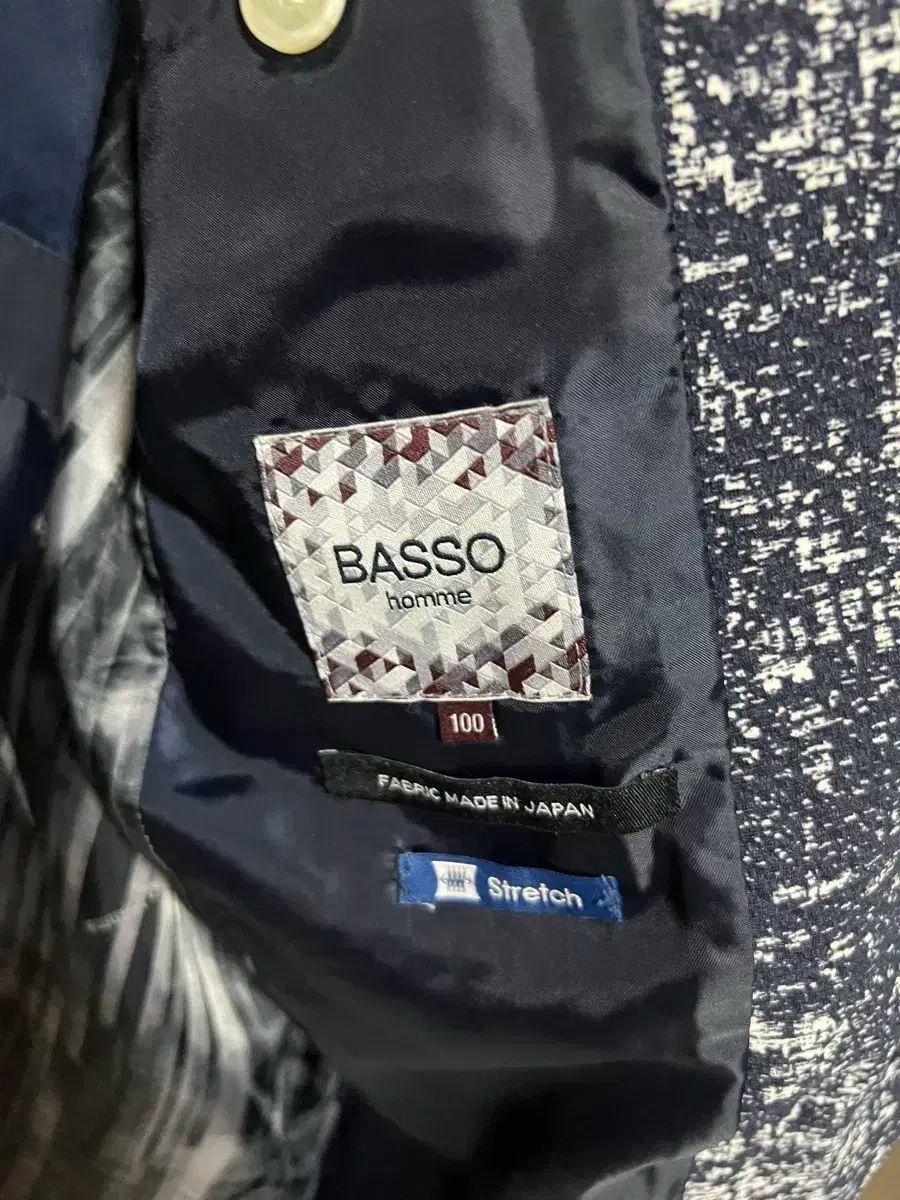 BASSO
homme
100
FABRIC MADE IN JAPAN
Stretch